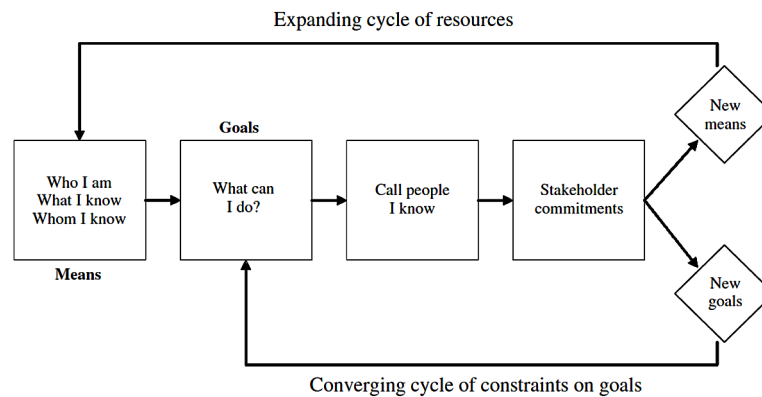 Expanding cycle of resources
Goals
Who I am
What I know
Whom I know
Means
What can
I do?
Call people
I know
Stakeholder
commitments
New
means
New
goals
Converging cycle of constraints on goals